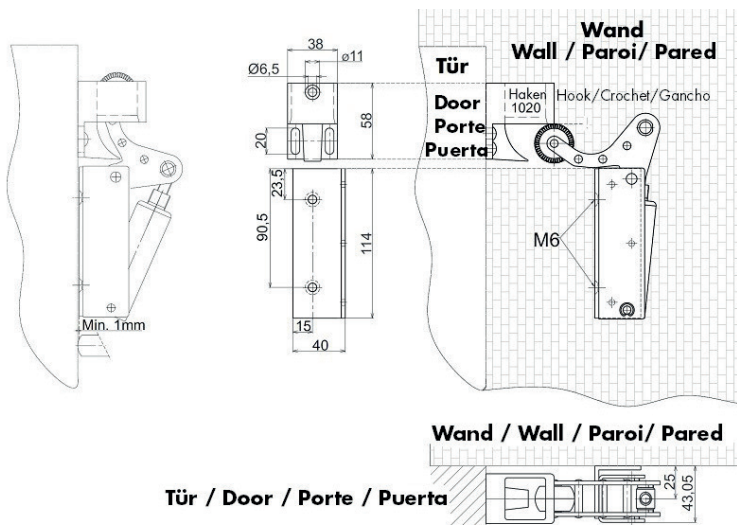 Wand
Wall / Paroi/ Pared
38
ø11
Ø6,5
Tür
Door
Porte
Puerta
Haken
1020
Hook/Crochet/Gancho
58
20
23,5
90,5
114
M6
15
40
Min. 1mm
Wand / Wall / Paroi/ Pared
Tür / Door / Porte / Puerta
25
43,05